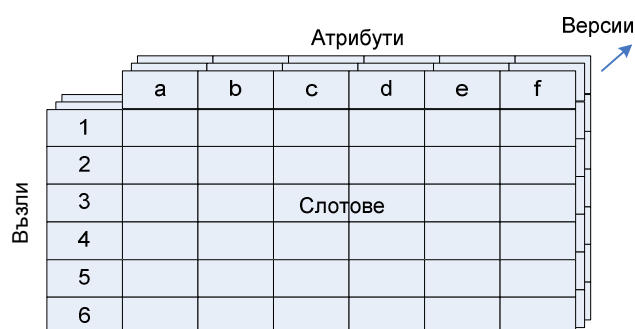 Версии
Атрибути
a b c d e f
Възли
1
2
3 Слотове
4
5
6